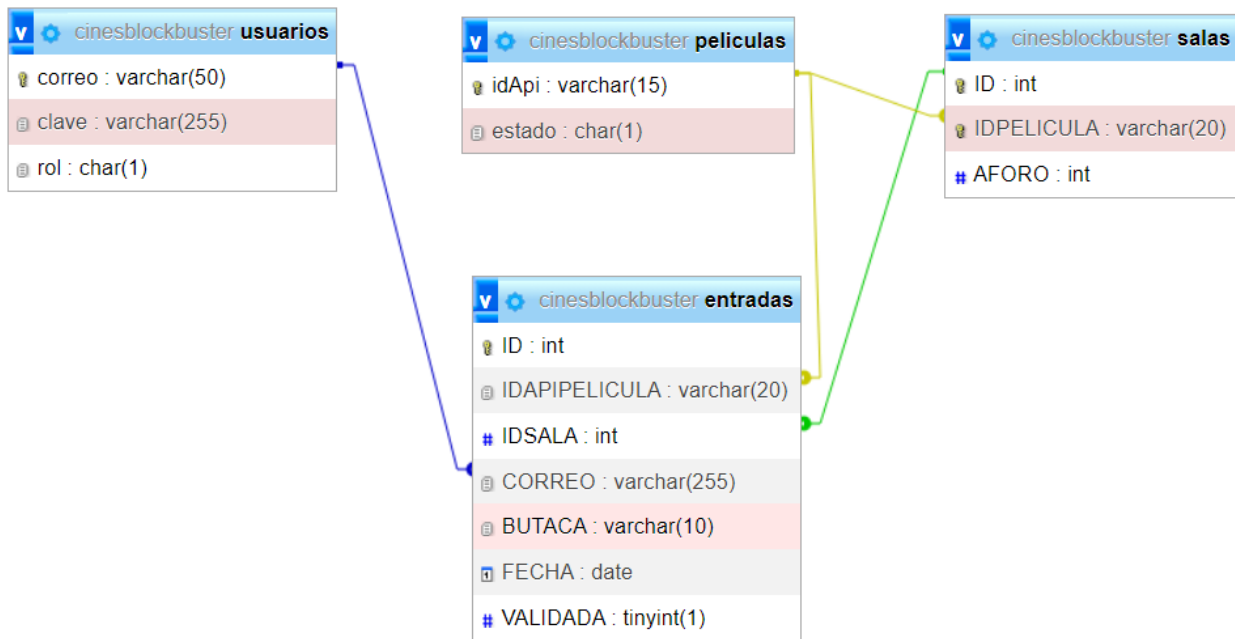 v cinesblockbuster usuarios
correo : varchar(50)
clave : varchar(255)
rol : char(1)
v cinesblockbuster peliculas
idApi : varchar(15)
estado : char(1)
v cinesblockbuster salas
ID : int
IDPELICULA : varchar(20)
# AFORO : int
v cinesblockbuster entradas
ID : int
IDAPIPELICULA : varchar(20)
# IDSALA : int
CORREO : varchar(255)
BUTACA : varchar(10)
FECHA : date
# VALIDADA : tinyint(1)